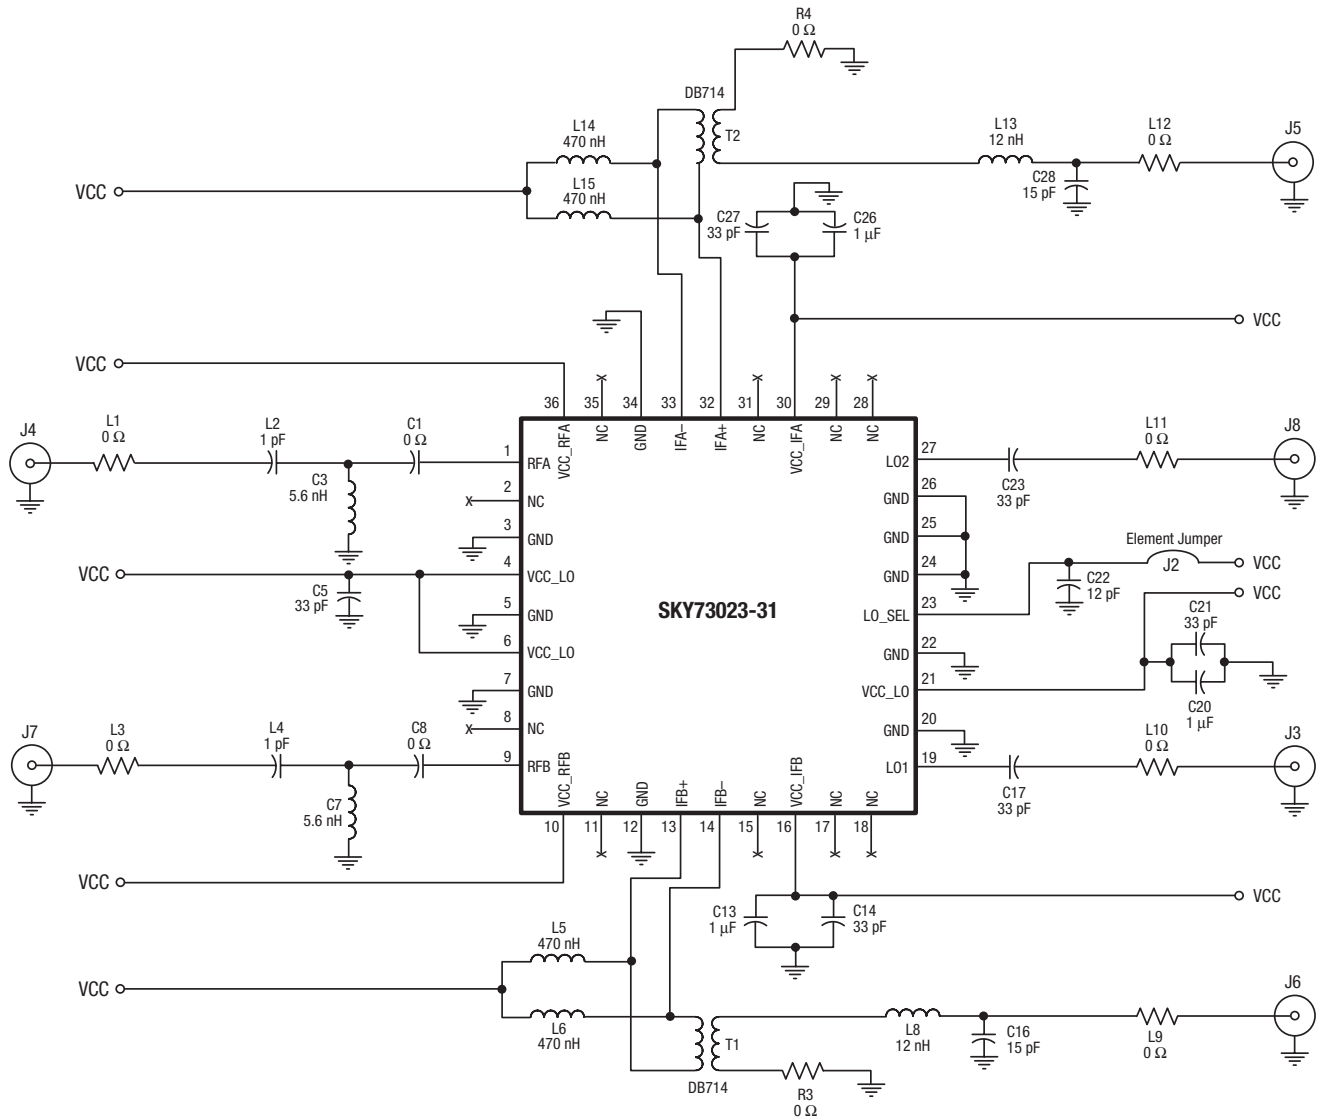 R4
0 Ω
DB714
T2
L14
470 nH
L15
470 nH
L13
12 nH
L12
0 Ω
J5
C28
15 pF
VCC
C27
33 pF
C26
1 µF
VCC
VCC
36
35
34
33
32
31
30
29
28
VCC_RFA
NC
GND
IFA–
IFA+
NC
VCC_IFA
NC
NC
J4
L1
0 Ω
L2
1 pF
C1
0 Ω
C3
5.6 nH
1
RFA
2
NC
3
GND
4
VCC_LO
5
GND
6
VCC_LO
7
GND
8
NC
9
RFB
VCC
C5
33 pF
SKY73023-31
27
LO2
26
GND
25
GND
24
GND
23
LO_SEL
22
GND
21
VCC_LO
20
GND
19
LO1
C23
33 pF
L11
0 Ω
J8
Element Jumper
J2
VCC
C22
12 pF
VCC
C21
33 pF
C20
1 µF
C17
33 pF
L10
0 Ω
J3
J7
L3
0 Ω
L4
1 pF
C8
0 Ω
C7
5.6 nH
VCC_RFB
NC
GND
IFB+
IFB–
NC
VCC_IFB
NC
NC
10
11
12
13
14
15
16
17
18
VCC
VCC
C13
1 µF
C14
33 pF
L5
470 nH
VCC
L6
470 nH
T1
DB714
L8
12 nH
C16
15 pF
L9
0 Ω
J6
R3
0 Ω